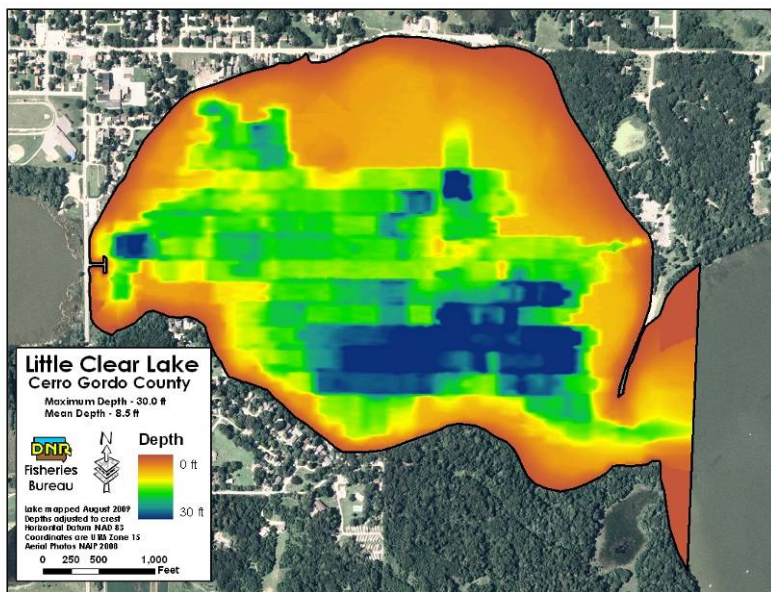 Little Clear Lake
Cerro Gordo County
Maximum Depth - 30.0 ft
Mean Depth - 8.5 ft
DNR
Fisheries
Bureau
N
Depth
0 ft
30 ft
Lake mapped August 2009
Depths adjusted to crest
Horizontal Datum NAD 83
Coordinates are UTM Zone 15
Aerial Photos NAIP 2008
0 500 1,000
Feet